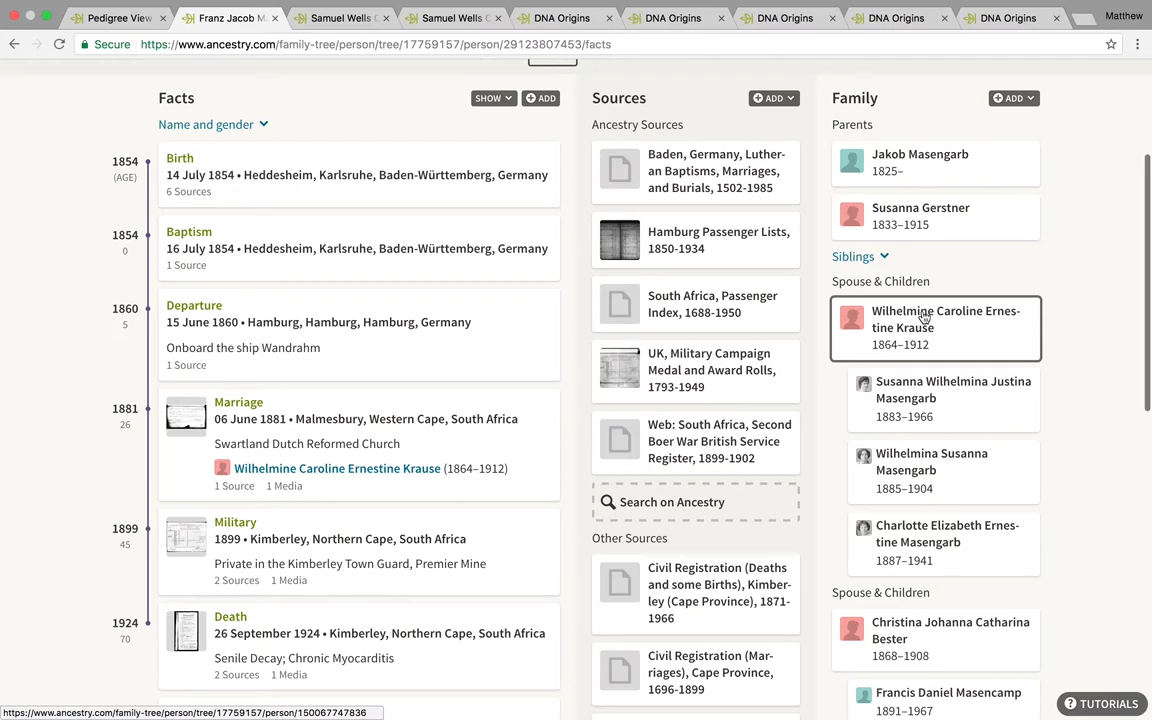 Pedigree View
Franz Jacob M
Samuel Wells C
Samuel Wells C
DNA Origins
DNA Origins
DNA Origins
DNA Origins
DNA Origins
Matthew
Secure
https://www.ancestry.com/family-tree/person/tree/17759157/person/29123807453/facts
Facts
SHOW
ADD
Name and gender
1854
(AGE)
Birth
14 July 1854 • Heddesheim, Karlsruhe, Baden-Württemberg, Germany
6 Sources
1854
0
Baptism
16 July 1854 • Heddesheim, Karlsruhe, Baden-Württemberg, Germany
1 Source
1860
5
Departure
15 June 1860 • Hamburg, Hamburg, Hamburg, Germany
Onboard the ship Wandrahm
1 Source
1881
26
Marriage
06 June 1881 • Malmesbury, Western Cape, South Africa
Swartland Dutch Reformed Church
Wilhelmine Caroline Ernestine Krause (1864–1912)
1 Source 1 Media
1899
45
Military
1899 • Kimberley, Northern Cape, South Africa
Private in the Kimberley Town Guard, Premier Mine
2 Sources 1 Media
1924
70
Death
26 September 1924 • Kimberley, Northern Cape, South Africa
Senile Decay; Chronic Myocarditis
2 Sources 1 Media
Sources
ADD
Ancestry Sources
Baden, Germany, Luther-
an Baptisms, Marriages,
and Burials, 1502-1985
Hamburg Passenger Lists,
1850-1934
South Africa, Passenger
Index, 1688-1950
UK, Military Campaign
Medal and Award Rolls,
1793-1949
Web: South Africa, Second
Boer War British Service
Register, 1899-1902
Search on Ancestry
Other Sources
Civil Registration (Deaths
and some Births), Kimber-
ley (Cape Province), 1871-
1966
Civil Registration (Mar-
riages), Cape Province,
1696-1899
Family
ADD
Parents
Jakob Masengarb
1825–
Susanna Gerstner
1833–1915
Siblings
Spouse & Children
Wilhelmine Caroline Ernes-
tine Krause
1864–1912
Susanna Wilhelmina Justina
Masengarb
1883–1966
Wilhelmina Susanna
Masengarb
1885–1904
Charlotte Elizabeth Ernes-
tine Masengarb
1887–1941
Spouse & Children
Christina Johanna Catharina
Bester
1868–1908
Francis Daniel Masencamp
1891–1967
TUTORIALS
https://www.ancestry.com/family-tree/person/tree/17759157/person/150067747836